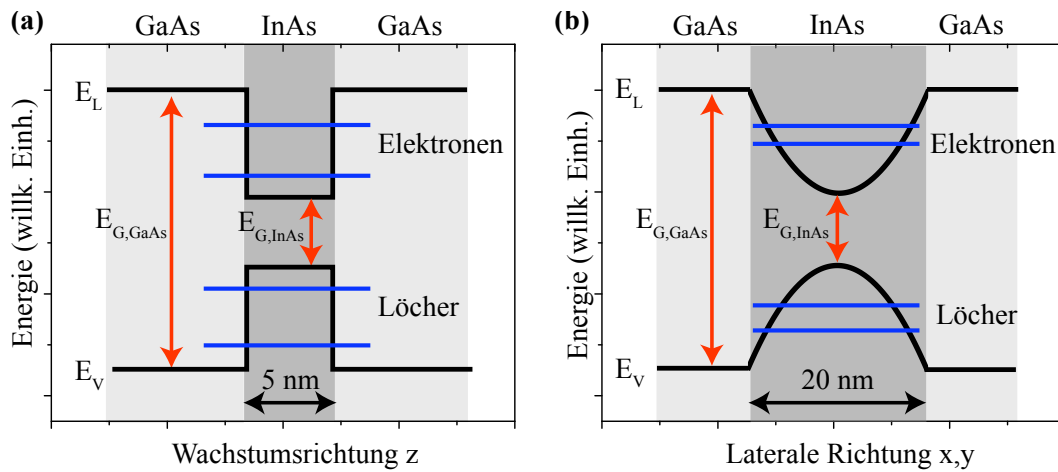 (a)
GaAs InAs GaAs
E_L
Elektronen
E_G,GaAs
E_G,InAs
Löcher
E_V
5 nm
Energie (willk. Einh.)
Wachstumsrichtung z
(b)
GaAs InAs GaAs
E_L
Elektronen
E_G,GaAs
E_G,InAs
Löcher
E_V
20 nm
Energie (willk. Einh.)
Laterale Richtung x,y